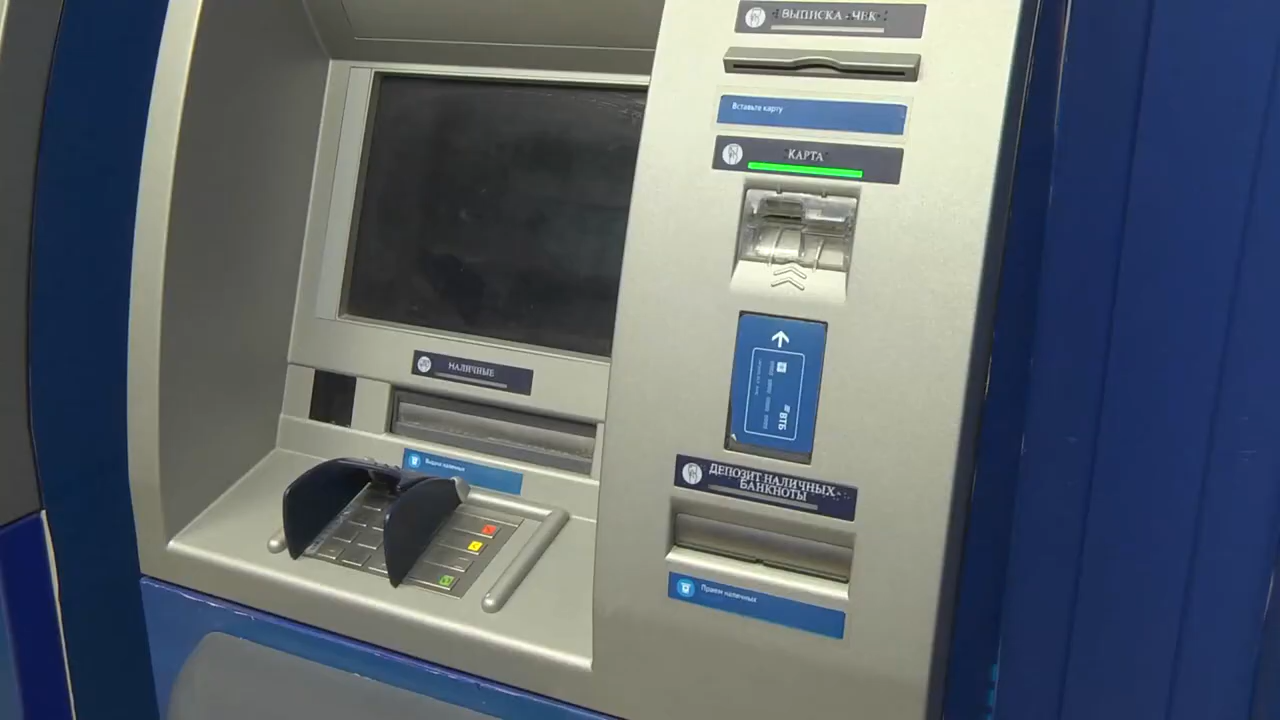 ВЫПИСКА - ЧЕК
Вставьте карту
КАРТА
НАЛИЧНЫЕ
Выдача наличных
ВТБ
ДЕПОЗИТ НАЛИЧНЫХ
БАНКНОТЫ
Прием наличных